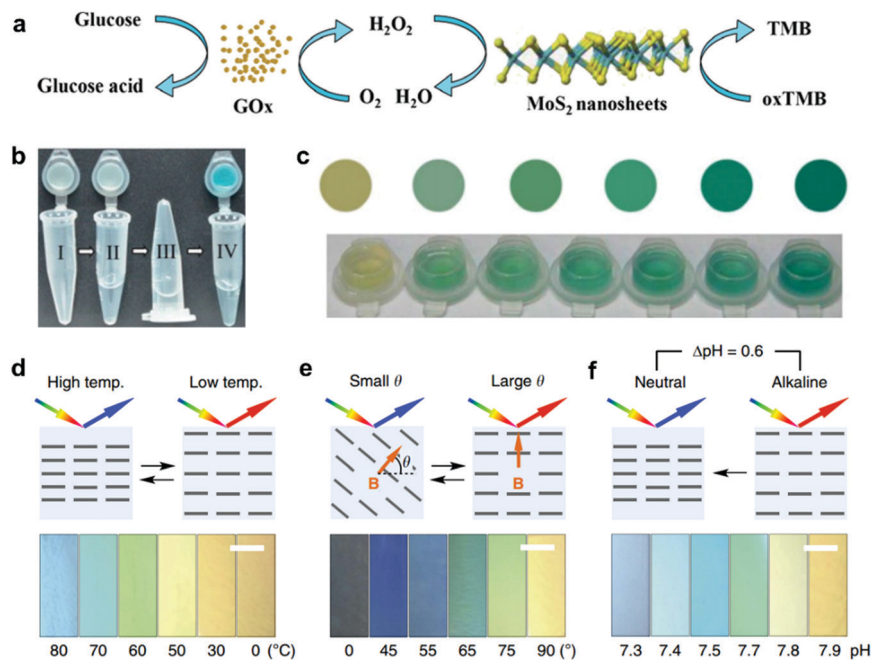 a
Glucose
H₂O₂
TMB
Glucose acid
GOx
O₂ H₂O
MoS₂ nanosheets
oxTMB
b
I
II
III
IV
c
d
High temp.
Low temp.
80 70 60 50 30 0 (°C)
e
Small θ
Large θ
θ
B
B
0 45 55 65 75 90 (°)
f
ΔpH = 0.6
Neutral
Alkaline
7.3 7.4 7.5 7.7 7.8 7.9 pH